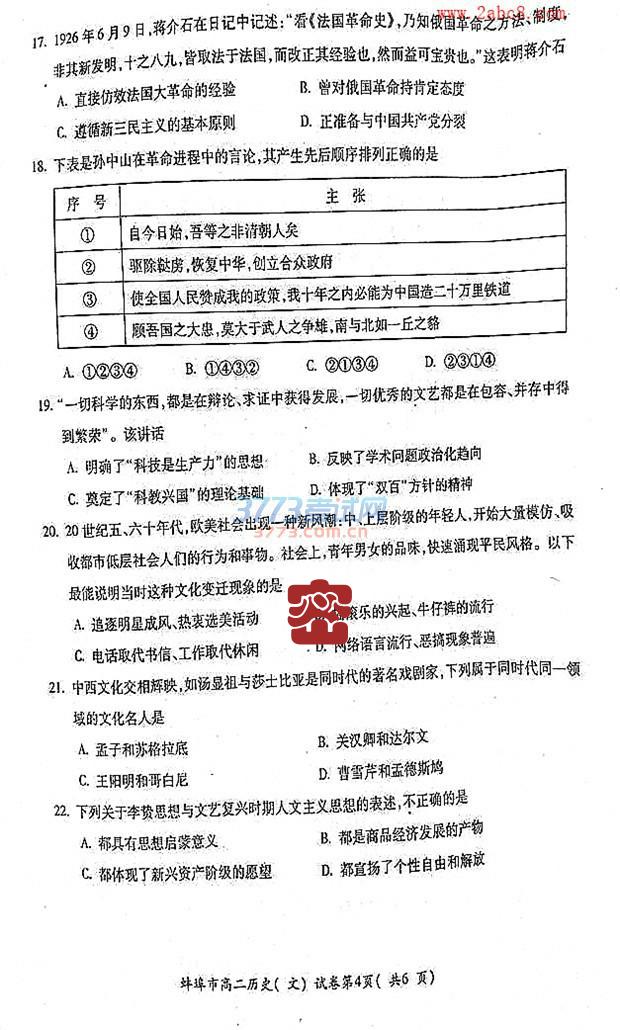 www.2abc8.com
17. 1926年6月9日,蒋介石在日记中记述:“看《法国革命史》,乃知俄国革命之方法、制度,
非其新发明,十之八九,皆取法于法国,而改正其经验也,然而益可宝贵也。”这表明蒋介石
A. 直接仿效法国大革命的经验 B. 曾对俄国革命持肯定态度
C. 遵循新三民主义的基本原则 D. 正准备与中国共产党分裂
18. 下表是孙中山在革命进程中的言论,其产生先后顺序排列正确的是
序 号 主 张
① 自今日始,吾等之非清朝人矣
② 驱除鞑虏,恢复中华,创立合众政府
③ 使全国人民赞成我的政策,我十年之内必能为中国造二十万里铁道
④ 顾吾国之大患,莫大于武人之争雄,南与北如一丘之貉
A. ①②③④ B. ①④③② C. ②①③④ D. ②③①④
19. “一切科学的东西,都是在辩论、求证中获得发展,一切优秀的文艺都是在包容、并存中得
到繁荣”。该讲话
A. 明确了“科技是生产力”的思想 B. 反映了学术问题政治化趋向
C. 奠定了“科教兴国”的理论基础 D. 体现了“双百”方针的精神
3773考试网
3773.com.cn
20. 20世纪五、六十年代,欧美社会出现一种新风潮:中、上层阶级的年轻人,开始大量模仿、吸
收都市低层社会人们的行为和事物。社会上,青年男女的品味,快速涌现平民风格。以下
最能说明当时这种文化变迁现象的是
A. 追逐明星成风、热衷选美活动 滚乐的兴起、牛仔裤的流行
C. 电话取代书信、工作取代休闲 D. 网络语言流行、恶搞现象普遍
21. 中西文化交相辉映,如汤显祖与莎士比亚是同时代的著名戏剧家,下列属于同时代同一领
域的文化名人是
A. 孟子和苏格拉底 B. 关汉卿和达尔文
C. 王阳明和哥白尼 D. 曹雪芹和孟德斯鸠
22. 下列关于李贽思想与文艺复兴时期人文主义思想的表述,不正确的是
A. 都具有思想启蒙意义 B. 都是商品经济发展的产物
C. 都体现了新兴资产阶级的愿望 D. 都宣扬了个性自由和解放
蚌埠市高二历史(文)试卷第4页(共6页)